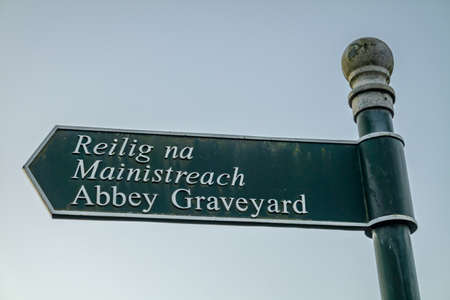 Reilig na
Mainistreach
Abbey Graveyard